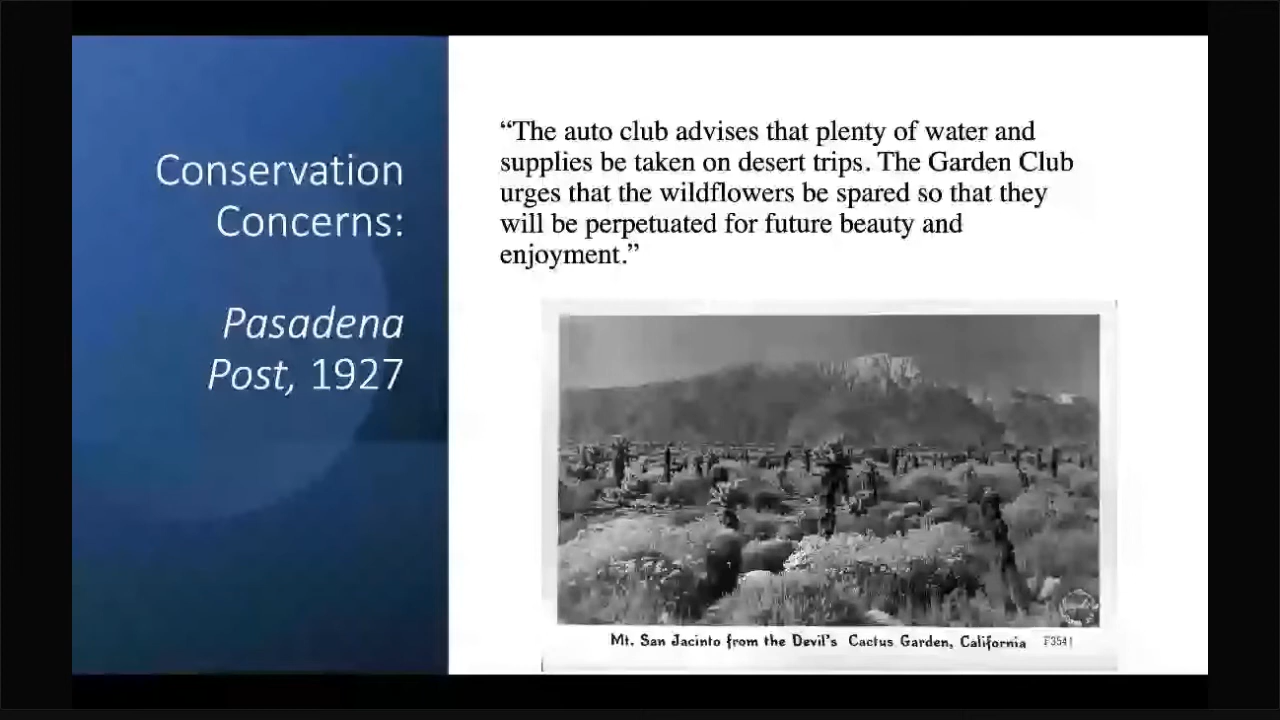 Conservation
Concerns:
Pasadena
Post, 1927
“The auto club advises that plenty of water and
supplies be taken on desert trips. The Garden Club
urges that the wildflowers be spared so that they
will be perpetuated for future beauty and
enjoyment.”
Mt. San Jacinto from the Devil's Cactus Garden, California F3541